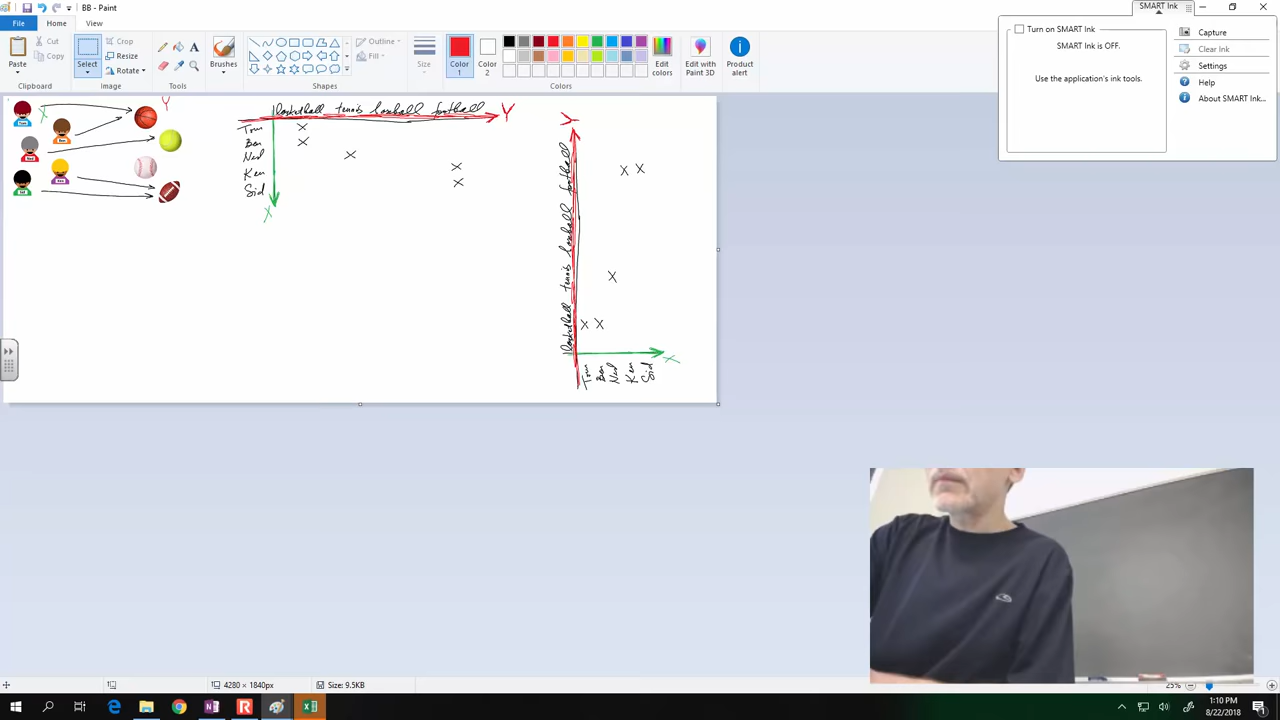 BB - Paint
SMART Ink
File Home View
Paste
Cut
Copy
Select
Crop
Resize
Rotate
Image
Tools
Brushes
Shapes
Outline
Fill
Size
Color 1
Color 2
Colors
Edit colors
Edit with Paint 3D
Product alert
Turn on SMART Ink
SMART Ink is OFF.
Use the application's ink tools.
Capture
Clear Ink
Settings
Help
About SMART Ink...
X Y
basketball tennis baseball football Y
Tom X
Ben X
Ned X
Ken X
Sid X
X
Y
basketball tennis baseball football
X X
X
X X
X
Tom Ben Ned Ken Sid
4280 × 1840px
Size: 9.5KB
25%
1:10 PM
8/22/2018